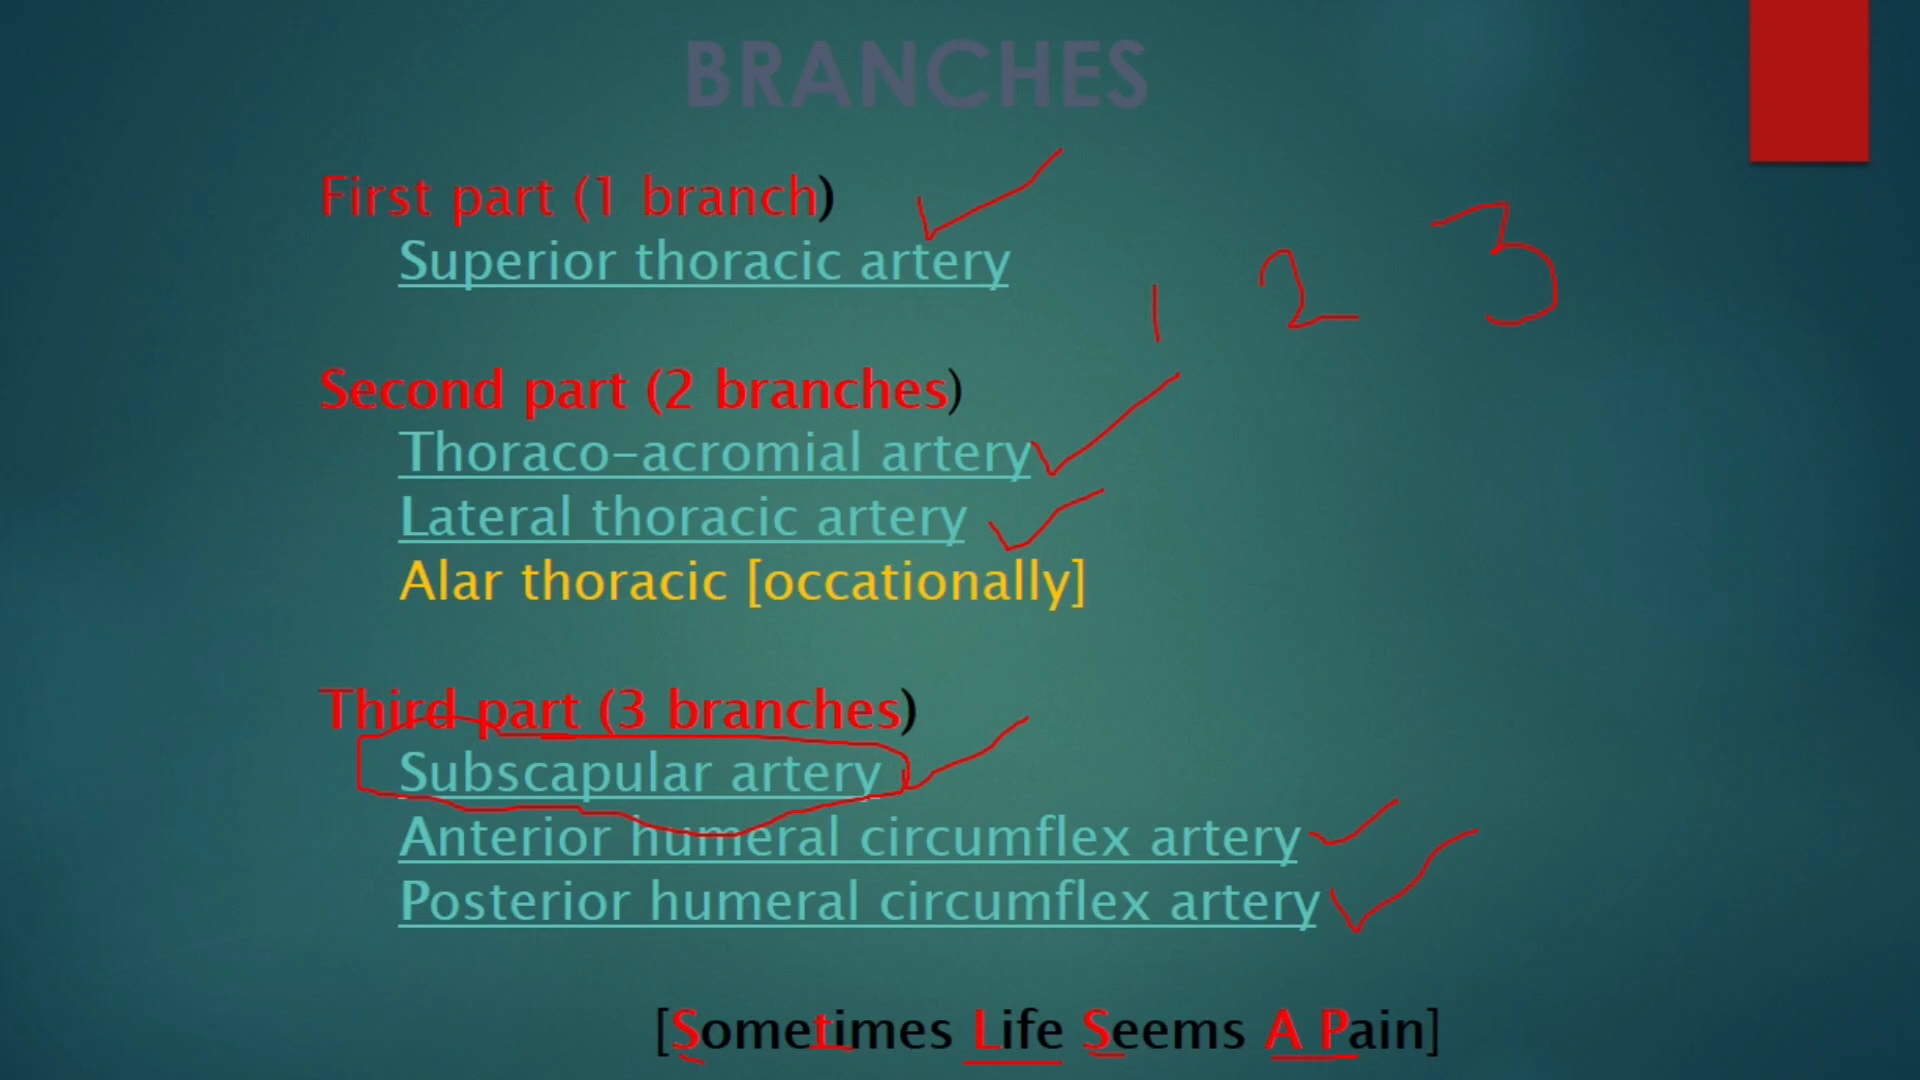 BRANCHES
First part (1 branch)
Superior thoracic artery
1 2 3
Second part (2 branches)
Thoraco-acromial artery
Lateral thoracic artery
Alar thoracic [occationally]
Third part (3 branches)
Subscapular artery
Anterior humeral circumflex artery
Posterior humeral circumflex artery
[Sometimes Life Seems A Pain]